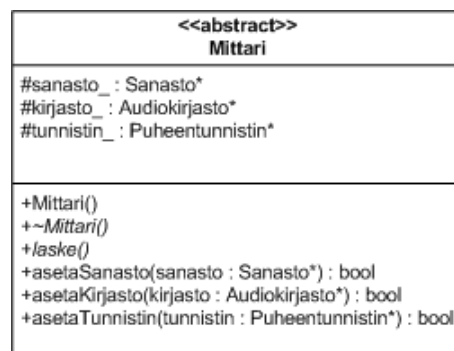 <<abstract>>
Mittari
#sanasto_ : Sanasto*
#kirjasto_ : Audiokirjasto*
#tunnistin_ : Puheentunnistin*
+Mittari()
+~Mittari()
+laske()
+asetaSanasto(sanasto : Sanasto*) : bool
+asetaKirjasto(kirjasto : Audiokirjasto*) : bool
+asetaTunnistin(tunnistin : Puheentunnistin*) : bool